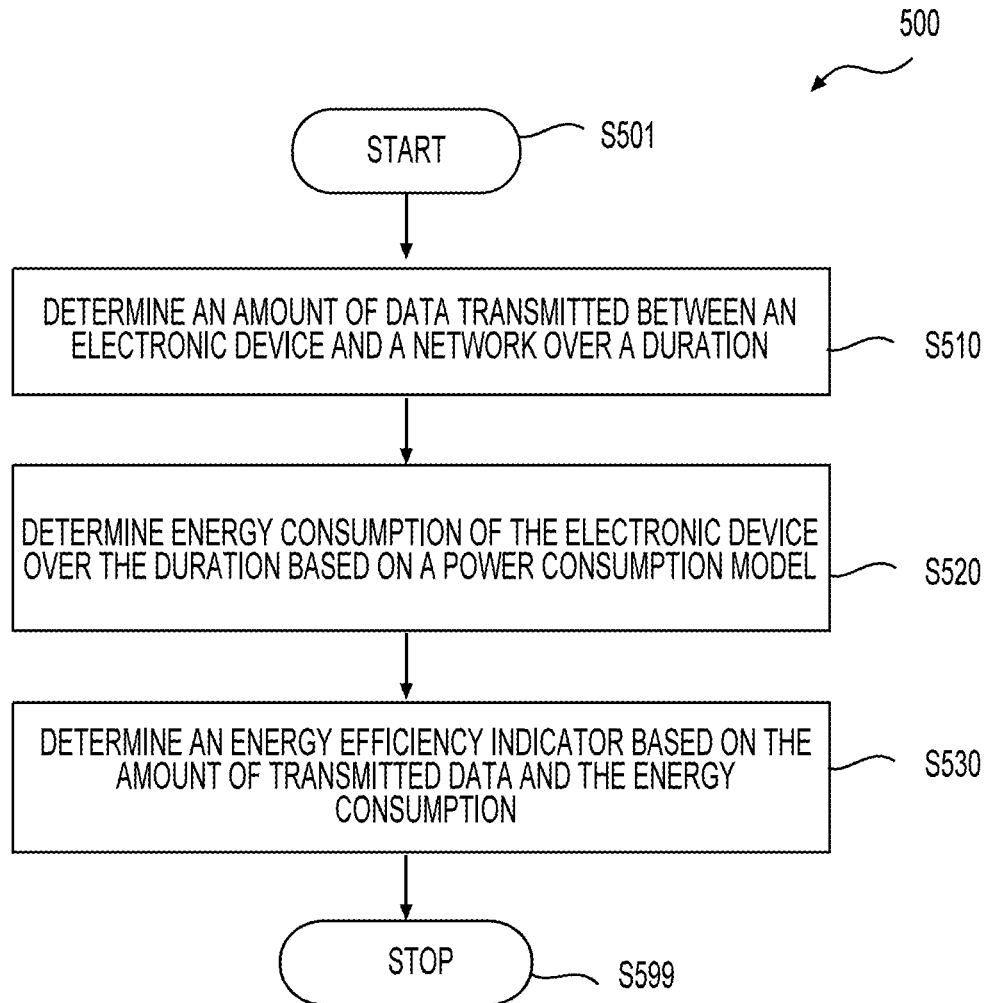 500
START
S501
DETERMINE AN AMOUNT OF DATA TRANSMITTED BETWEEN AN
ELECTRONIC DEVICE AND A NETWORK OVER A DURATION
S510
DETERMINE ENERGY CONSUMPTION OF THE ELECTRONIC DEVICE
OVER THE DURATION BASED ON A POWER CONSUMPTION MODEL
S520
DETERMINE AN ENERGY EFFICIENCY INDICATOR BASED ON THE
AMOUNT OF TRANSMITTED DATA AND THE ENERGY
CONSUMPTION
S530
STOP
S599